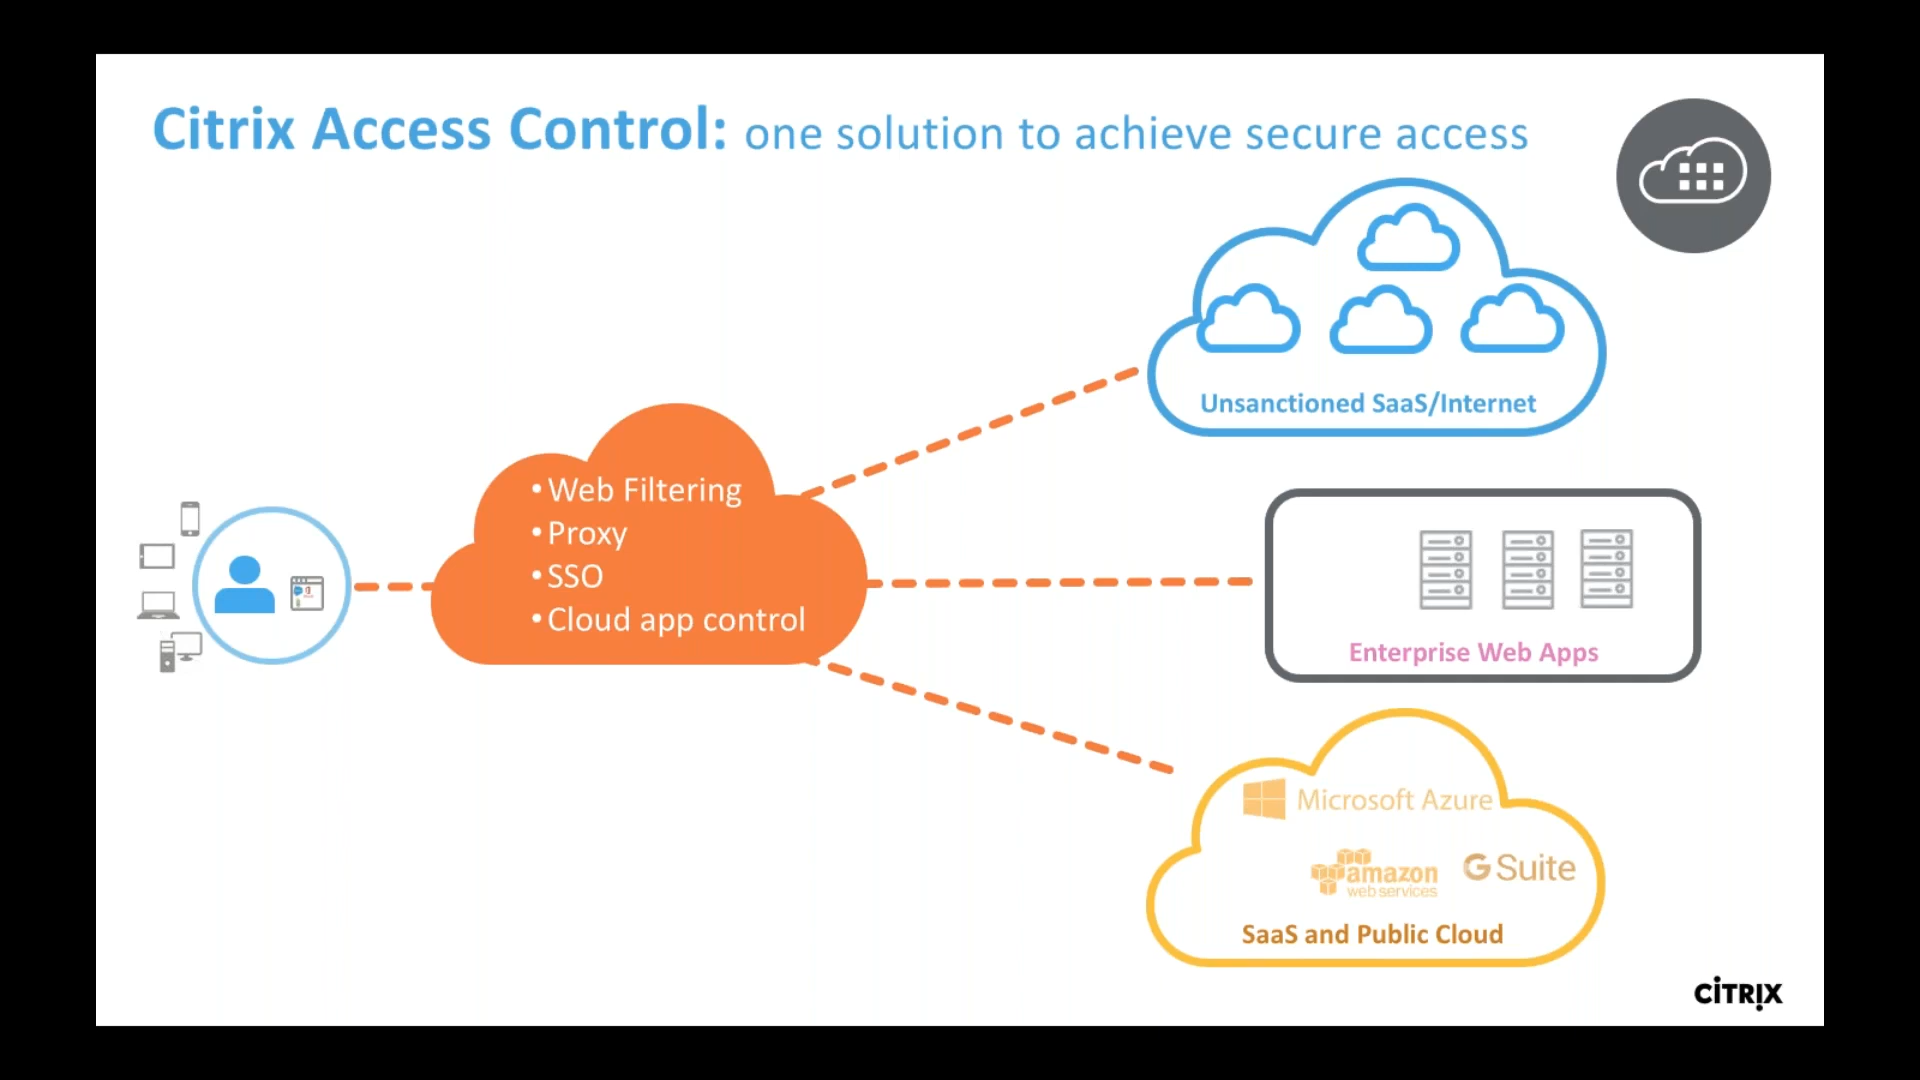 Citrix Access Control: one solution to achieve secure access
Unsanctioned SaaS/Internet
• Web Filtering
• Proxy
• SSO
• Cloud app control
Enterprise Web Apps
Microsoft Azure
amazon
web services
G Suite
SaaS and Public Cloud
CITRIX